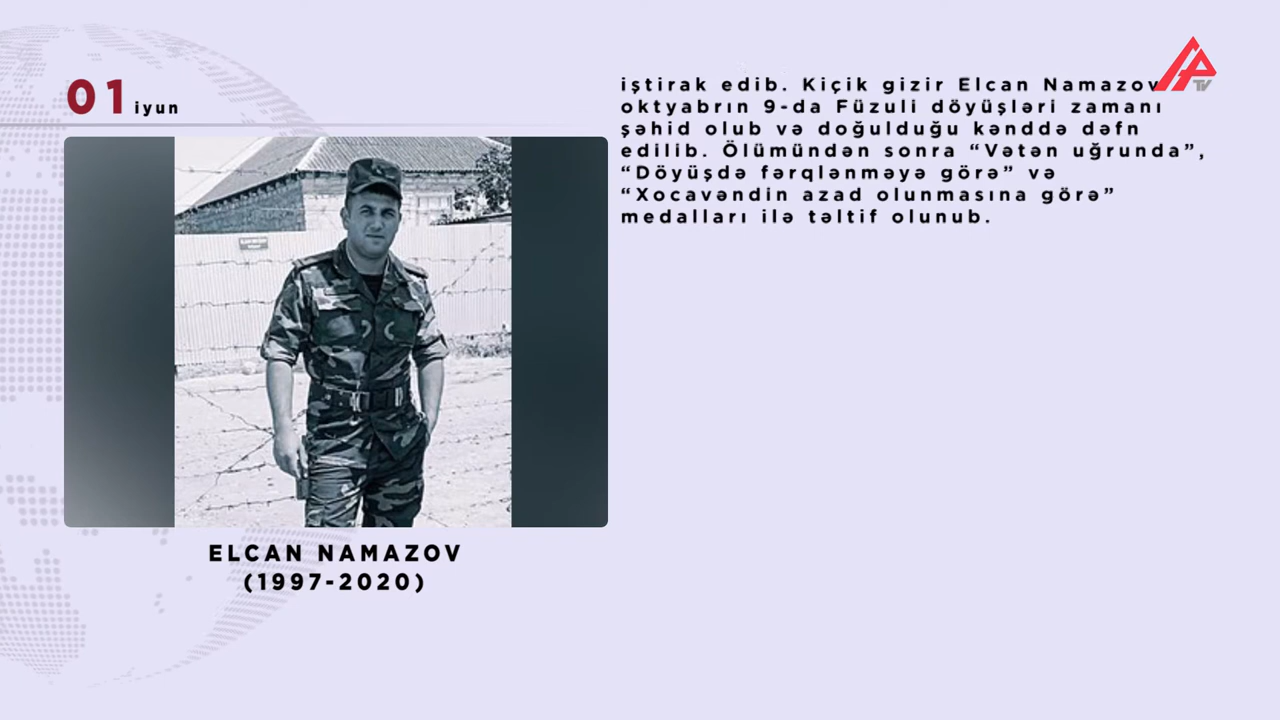 01 iyun
iştirak edib. Kiçik gizir Elcan Namazov
oktyabrın 9-da Füzuli döyüşləri zamanı
şəhid olub və doğulduğu kənddə dəfn
edilib. Ölümündən sonra “Vətən uğrunda”,
“Döyüşdə fərqlənməyə görə” və
“Xocavəndin azad olunmasına görə”
medalları ilə təltif olunub.
ELCAN NAMAZOV
(1997-2020)
AP
TV